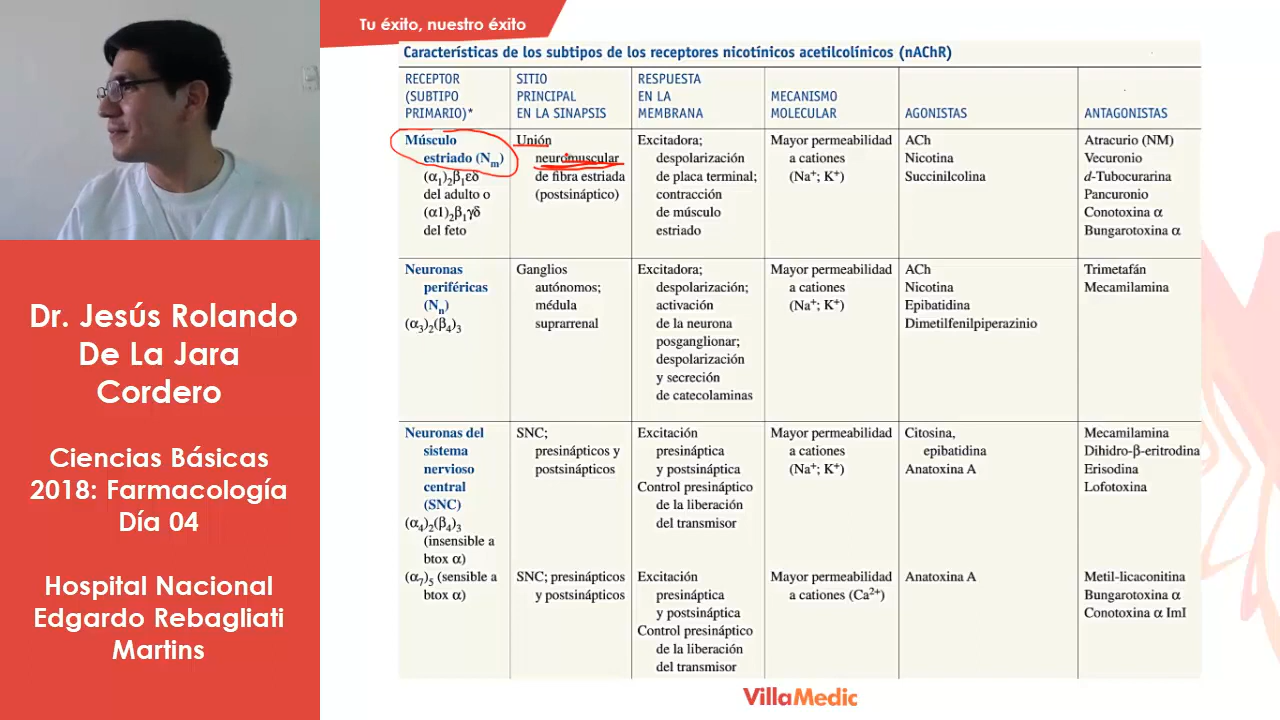 Tu éxito, nuestro éxito
Dr. Jesús Rolando
De La Jara
Cordero
Ciencias Básicas
2018: Farmacología
Día 04
Hospital Nacional
Edgardo Rebagliati
Martins
Características de los subtipos de los receptores nicotínicos acetilcolínicos (nAChR)
RECEPTOR
(SUBTIPO
PRIMARIO)*
SITIO
PRINCIPAL
EN LA SINAPSIS
RESPUESTA
EN LA
MEMBRANA
MECANISMO
MOLECULAR
AGONISTAS
ANTAGONISTAS
Músculo
estriado (Nm)
(α1)2β1εδ
del adulto o
(α1)2β1γδ
del feto
Unión
neuromuscular
de fibra estriada
(postsináptico)
Excitadora;
despolarización
de placa terminal;
contracción
de músculo
estriado
Mayor permeabilidad
a cationes
(Na+; K+)
ACh
Nicotina
Succinilcolina
Atracurio (NM)
Vecuronio
d-Tubocurarina
Pancuronio
Conotoxina α
Bungarotoxina α
Neuronas
periféricas
(Nn)
(α3)2(β4)3
Ganglios
autónomos;
médula
suprarrenal
Excitadora;
despolarización;
activación
de la neurona
posganglionar;
despolarización
y secreción
de catecolaminas
Mayor permeabilidad
a cationes
(Na+; K+)
ACh
Nicotina
Epibatidina
Dimetilfenilpiperazinio
Trimetafán
Mecamilamina
Neuronas del
sistema
nervioso
central
(SNC)
(α4)2(β4)3
(insensible a
btox α)
SNC;
presinápticos y
postsinápticos
Excitación
presináptica
y postsináptica
Control presináptico
de la liberación
del transmisor
Mayor permeabilidad
a cationes
(Na+; K+)
Citosina,
epibatidina
Anatoxina A
Mecamilamina
Dihidro-β-eritrodina
Erisodina
Lofotoxina
(α7)5 (sensible a
btox α)
SNC; presinápticos
y postsinápticos
Excitación
presináptica
y postsináptica
Control presináptico
de la liberación
del transmisor
Mayor permeabilidad
a cationes (Ca2+)
Anatoxina A
Metil-licaconitina
Bungarotoxina α
Conotoxina α ImI
VillaMedic